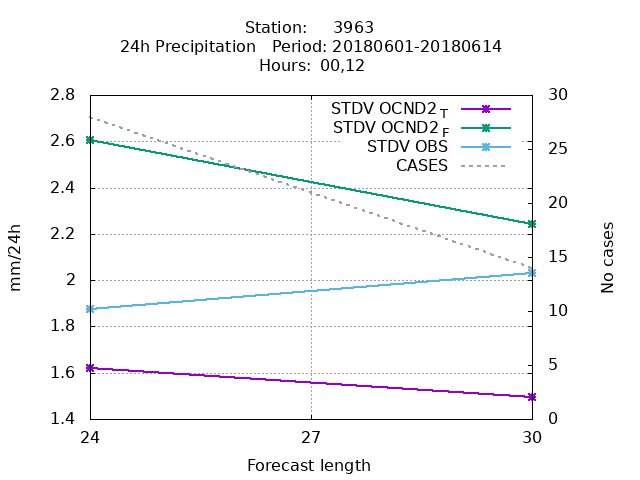 Station: 3963
24h Precipitation Period: 20180601-20180614
Hours: 00,12
STDV OCND2_T
STDV OCND2_F
STDV OBS
CASES
2.8
2.6
2.4
2.2
2
1.8
1.6
1.4
mm/24h
30
25
20
15
10
5
0
No cases
24 27 30
Forecast length